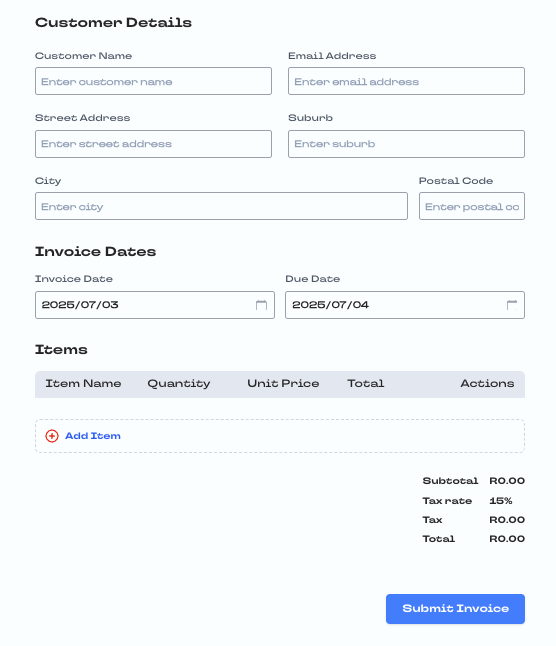 Customer Details
Customer Name Email Address
Enter customer name Enter email address
Street Address Suburb
Enter street address Enter suburb
City Postal Code
Enter city Enter postal co
Invoice Dates
Invoice Date Due Date
2025/07/03 2025/07/04
Items
Item Name Quantity Unit Price Total Actions
Add Item
Subtotal R0.00
Tax rate 15%
Tax R0.00
Total R0.00
Submit Invoice